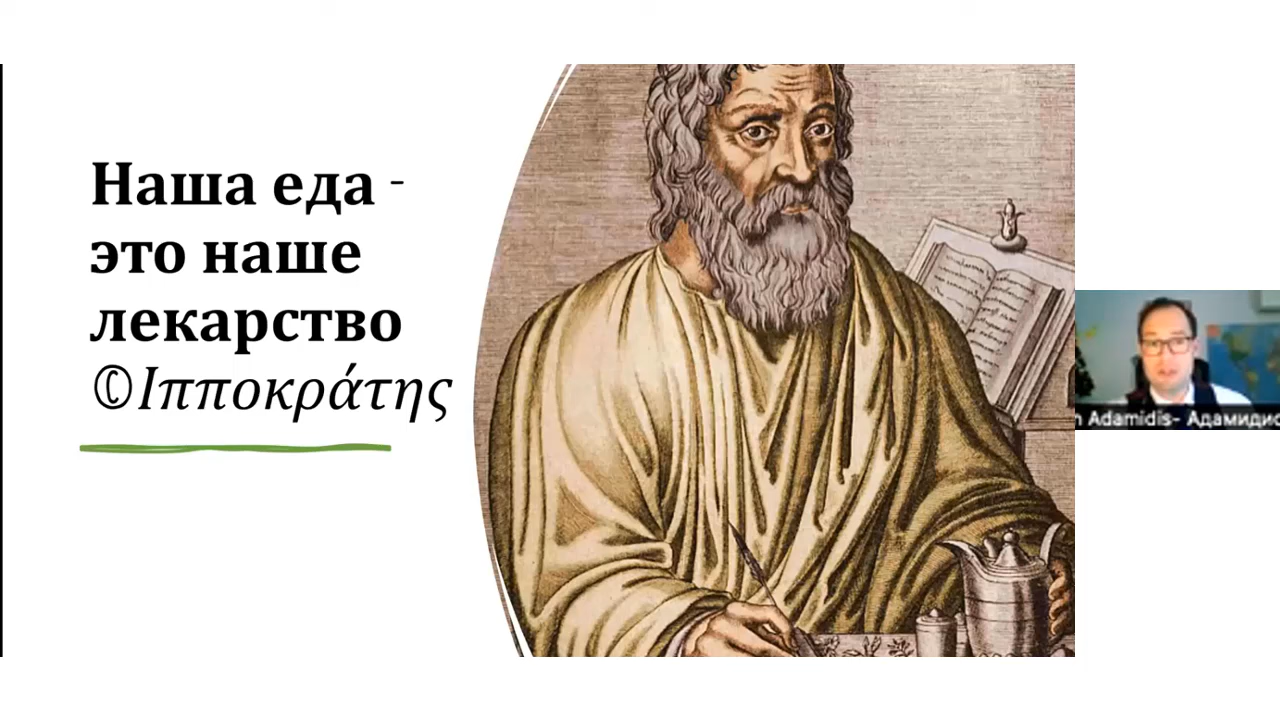 Наша еда -
это наше
лекарство
©Ιπποκράτης
Adamidis- Адамидис